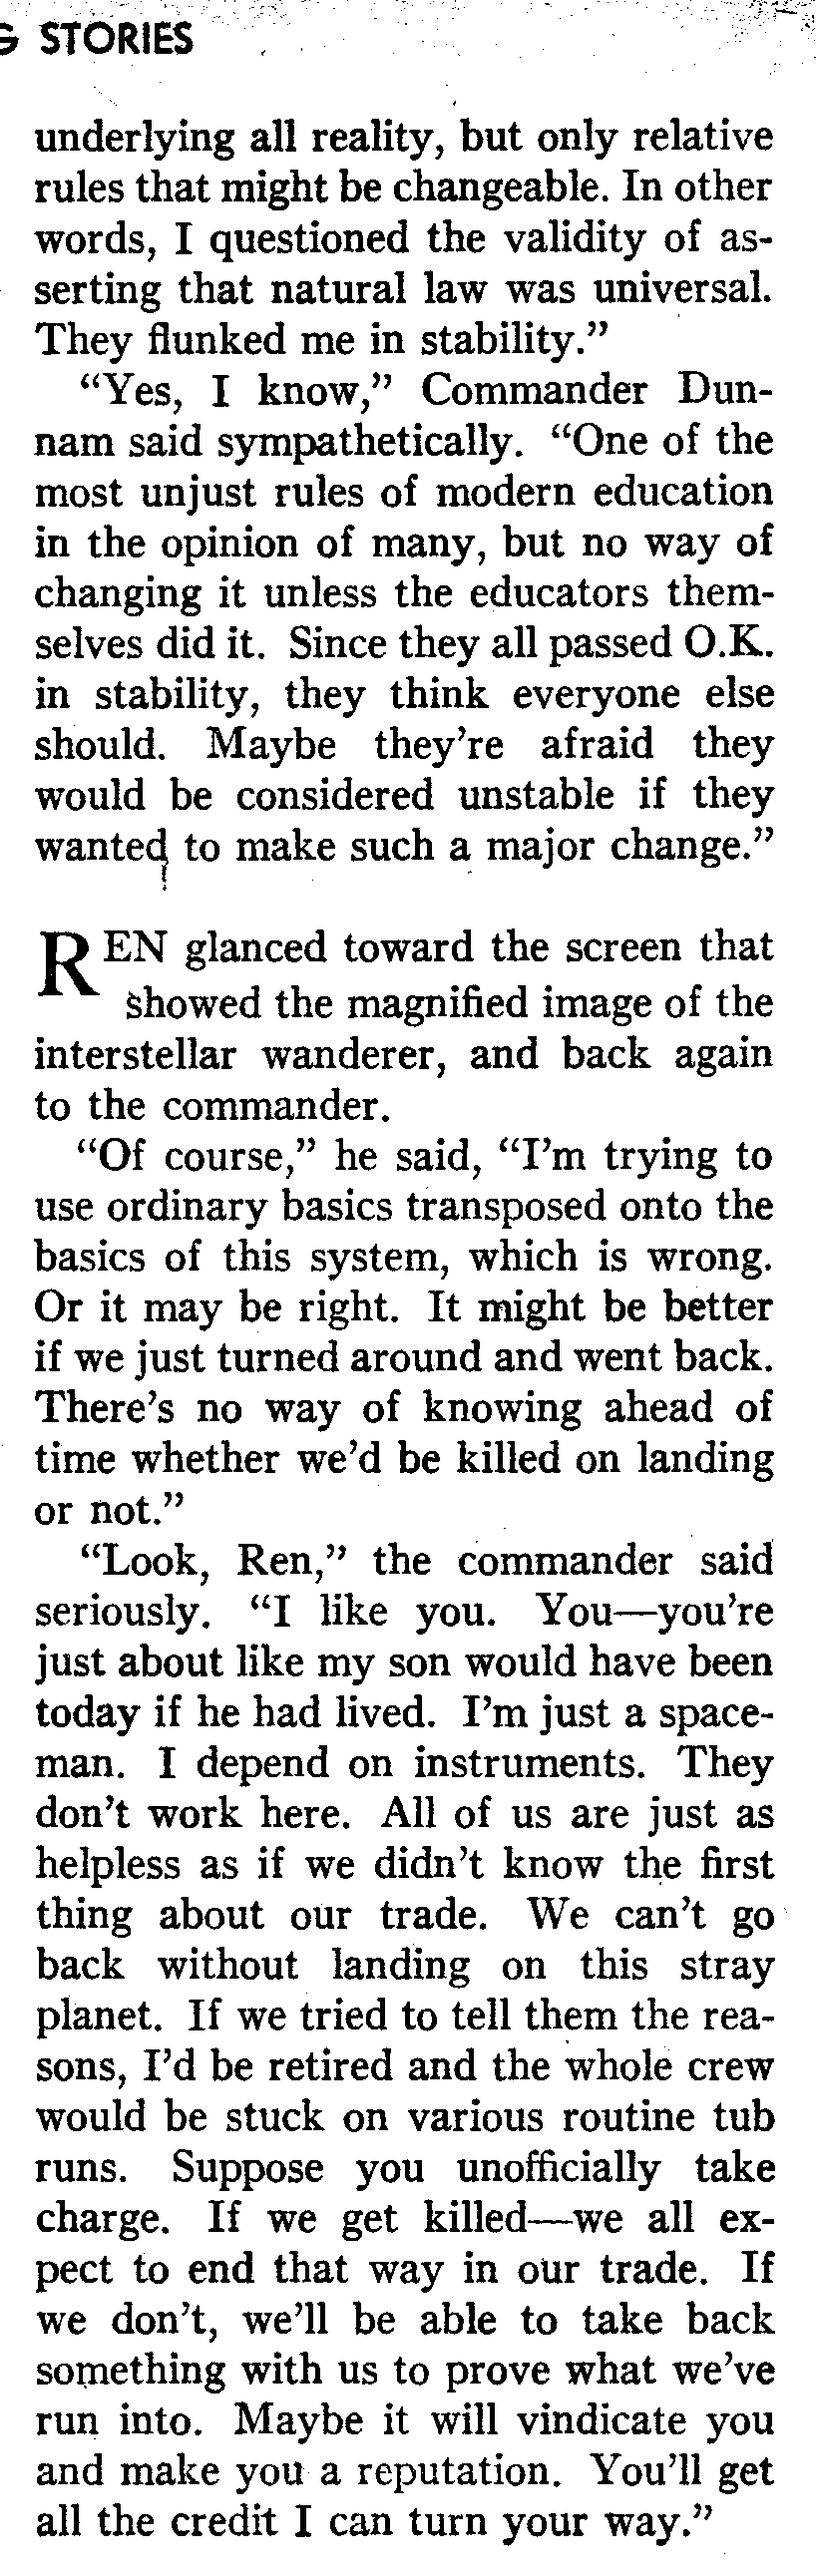 STORIES
underlying all reality, but only relative
rules that might be changeable. In other
words, I questioned the validity of as-
serting that natural law was universal.
They flunked me in stability.”
“Yes, I know,” Commander Dun-
nam said sympathetically. “One of the
most unjust rules of modern education
in the opinion of many, but no way of
changing it unless the educators them-
selves did it. Since they all passed O.K.
in stability, they think everyone else
should. Maybe they’re afraid they
would be considered unstable if they
wanted to make such a major change.”
REN glanced toward the screen that
showed the magnified image of the
interstellar wanderer, and back again
to the commander.
“Of course,” he said, “I’m trying to
use ordinary basics transposed onto the
basics of this system, which is wrong.
Or it may be right. It might be better
if we just turned around and went back.
There’s no way of knowing ahead of
time whether we’d be killed on landing
or not.”
“Look, Ren,” the commander said
seriously. “I like you. You—you’re
just about like my son would have been
today if he had lived. I’m just a space-
man. I depend on instruments. They
don’t work here. All of us are just as
helpless as if we didn’t know the first
thing about our trade. We can’t go
back without landing on this stray
planet. If we tried to tell them the rea-
sons, I’d be retired and the whole crew
would be stuck on various routine tub
runs. Suppose you unofficially take
charge. If we get killed—we all ex-
pect to end that way in our trade. If
we don’t, we’ll be able to take back
something with us to prove what we’ve
run into. Maybe it will vindicate you
and make you a reputation. You’ll get
all the credit I can turn your way.”